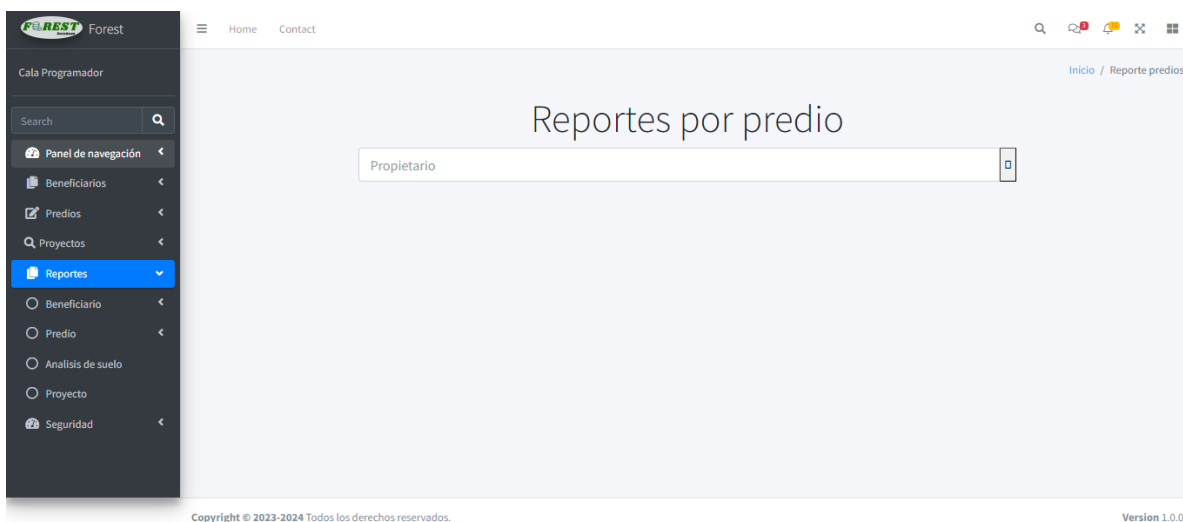 FOREST Forest
Home Contact
3 15
Cala Programador
Inicio / Reporte predios
Search
Reportes por predio
Panel de navegación
Propietario
Beneficiarios
Predios
Proyectos
Reportes
Beneficiario
Predio
Analisis de suelo
Proyecto
Seguridad
Copyright © 2023-2024 Todos los derechos reservados.
Version 1.0.0